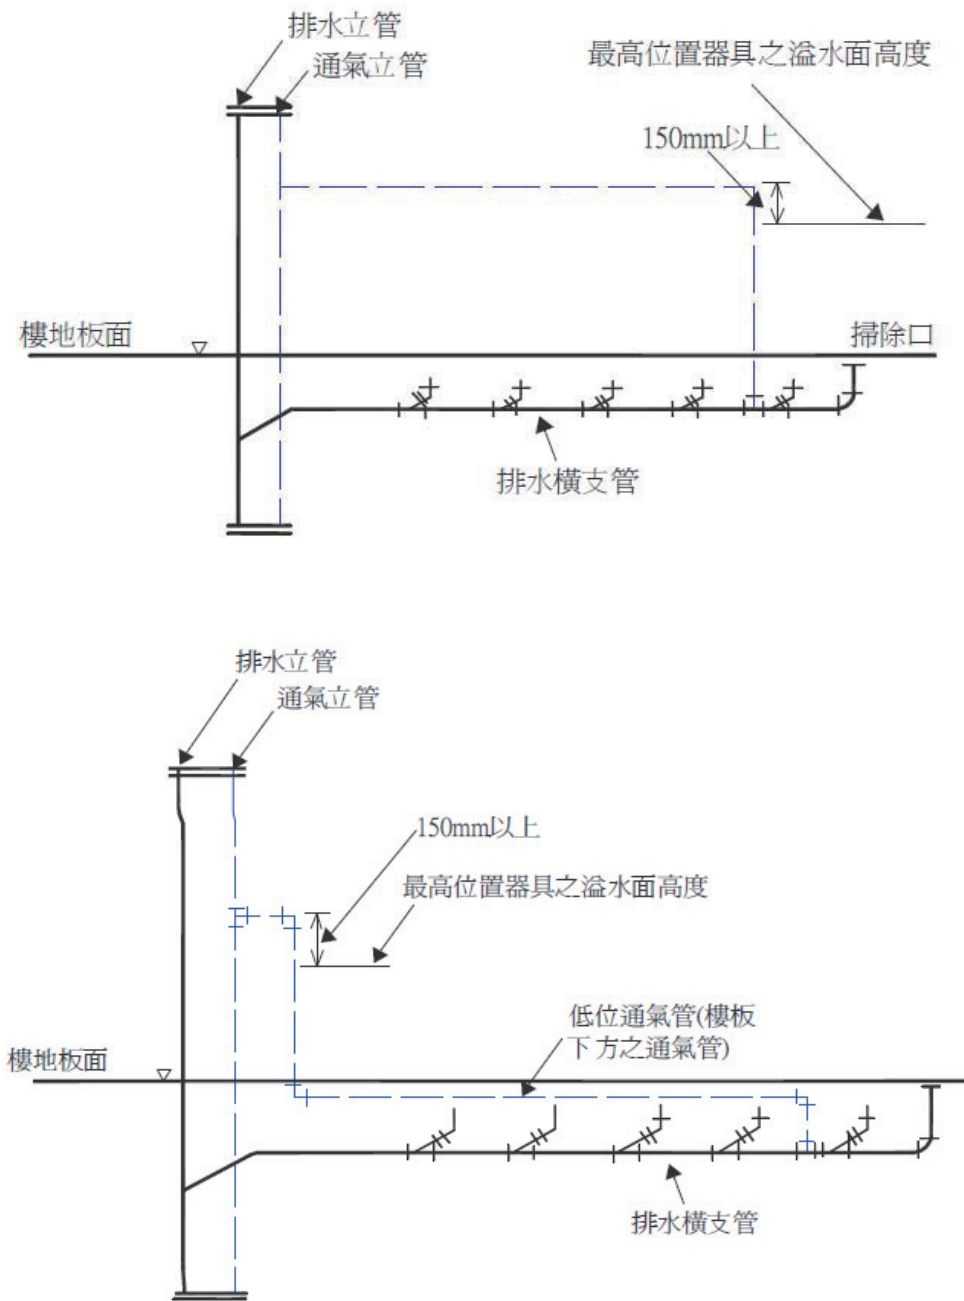 排水立管
通氣立管
最高位置器具之溢水面高度
150mm以上
樓地板面
掃除口
排水橫支管
排水立管
通氣立管
150mm以上
最高位置器具之溢水面高度
低位通氣管(樓板
下方之通氣管)
樓地板面
排水橫支管